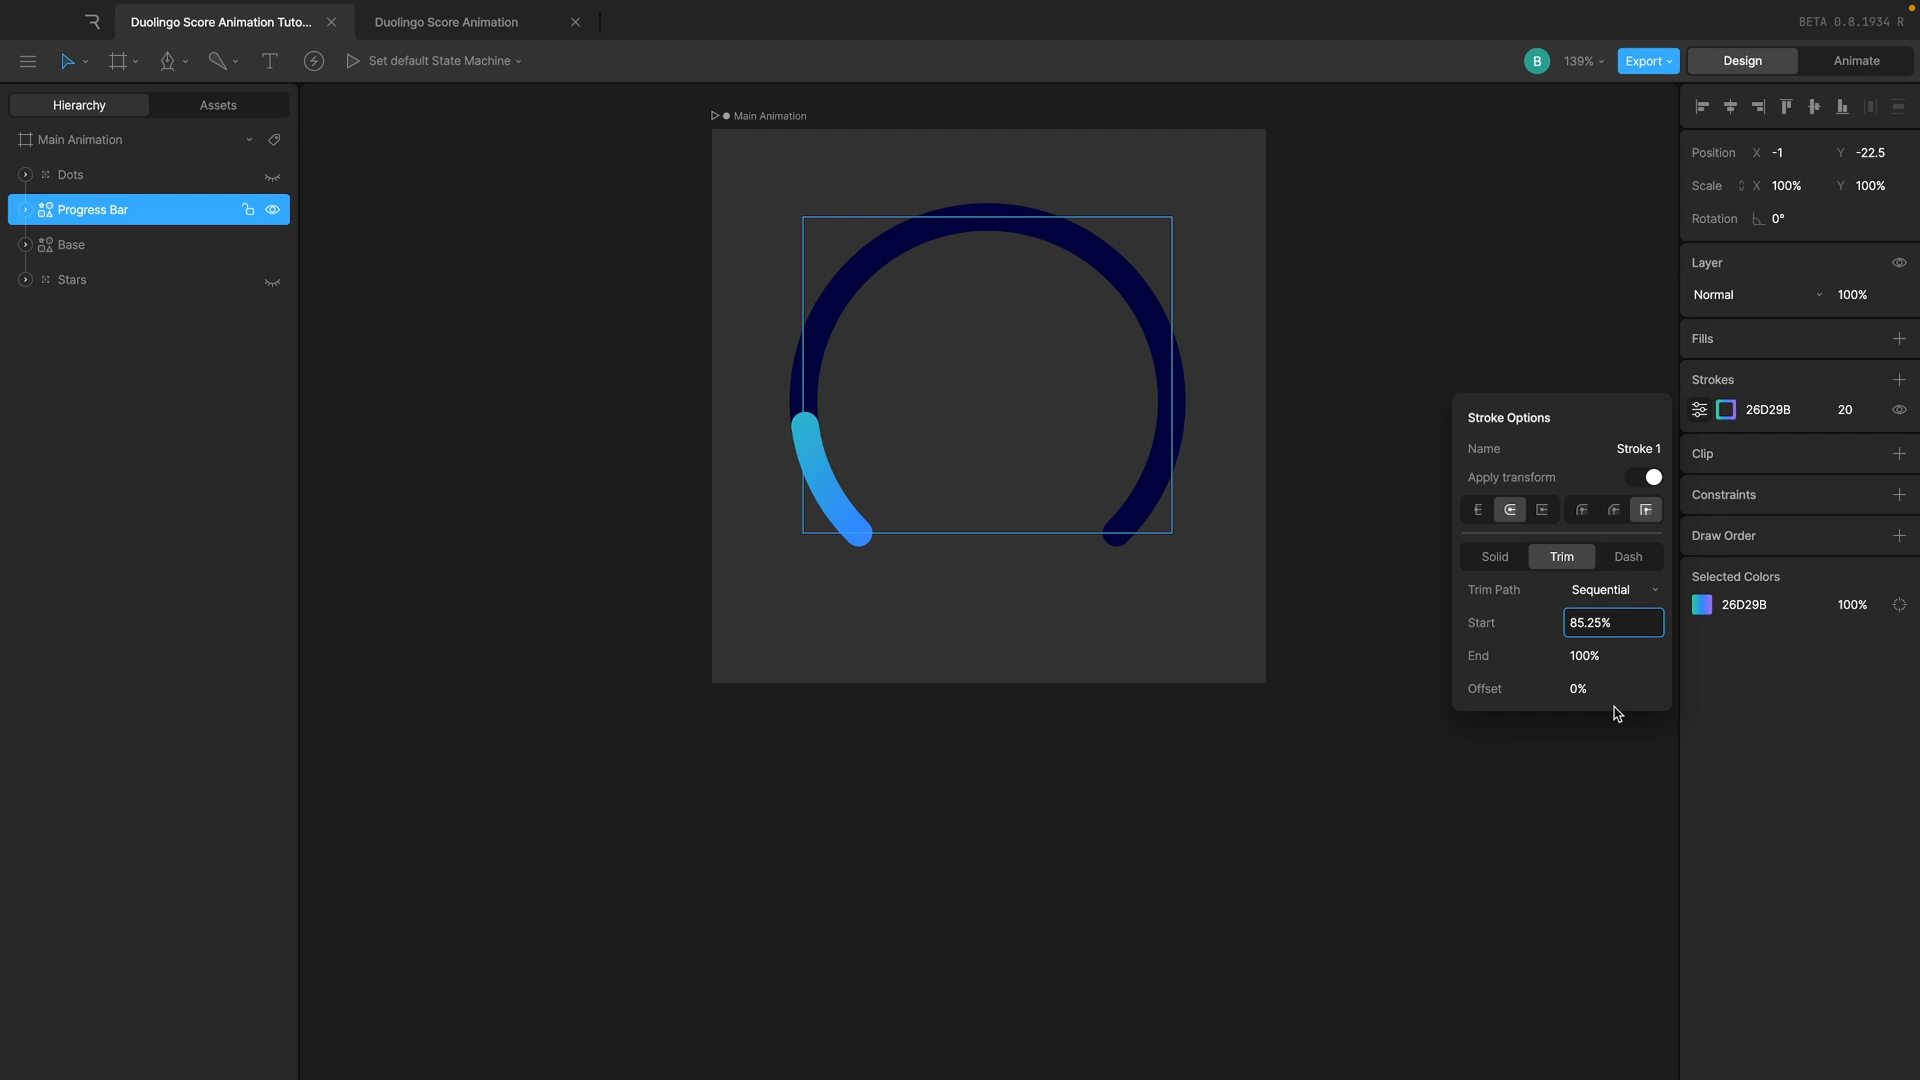 Duolingo Score Animation Tuto...
Duolingo Score Animation
BETA 0.8.1934 R
Set default State Machine
B
139%
Export
Design
Animate
Hierarchy
Assets
Main Animation
Dots
Progress Bar
Base
Stars
Main Animation
Position X -1 Y -22.5
Scale X 100% Y 100%
Rotation 0°
Layer
Normal 100%
Fills
Strokes
26D29B 20
Clip
Constraints
Draw Order
Selected Colors
26D29B 100%
Stroke Options
Name Stroke 1
Apply transform
Solid Trim Dash
Trim Path Sequential
Start 85.25%
End 100%
Offset 0%